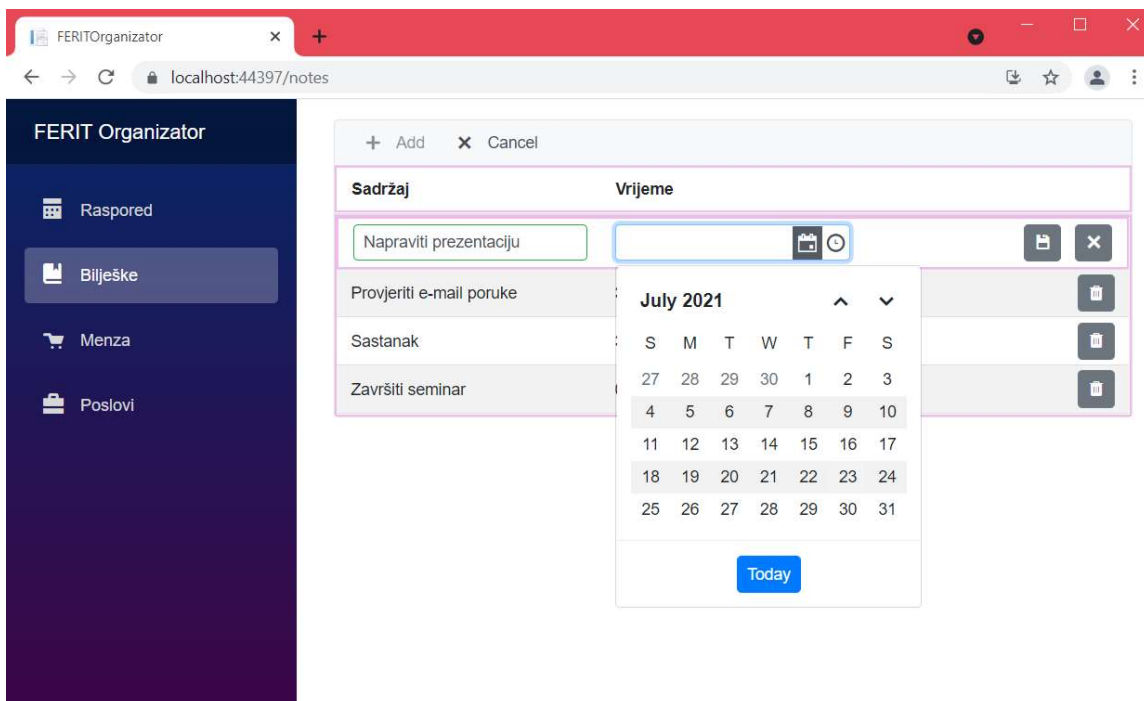 FERITOrganizator
localhost:44397/notes
FERIT Organizator
Raspored
Bilješke
Menza
Poslovi
Add Cancel
Sadržaj Vrijeme
Napraviti prezentaciju
Provjeriti e-mail poruke
Sastanak
Završiti seminar
July 2021
S M T W T F S
27 28 29 30 1 2 3
4 5 6 7 8 9 10
11 12 13 14 15 16 17
18 19 20 21 22 23 24
25 26 27 28 29 30 31
Today